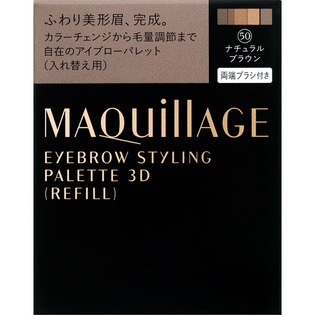 ふわり美形眉、完成。
カラーチェンジから毛量調節まで
自在のアイブローパレット
(入れ替え用)
50
ナチュラル
ブラウン
両端ブラシ付き
MAQuillAGE
EYEBROW STYLING
PALETTE 3D
(REFILL)